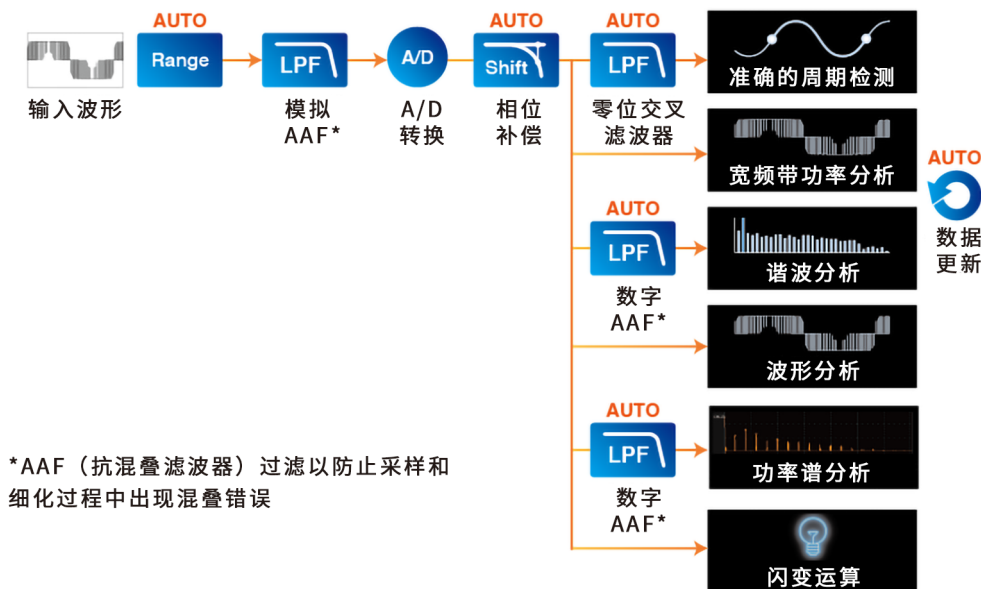 AUTO
Range
输入波形
LPF
模拟
AAF*
A/D
A/D
转换
AUTO
Shift
相位
补偿
AUTO
LPF
零位交叉
滤波器
准确的周期检测
宽频带功率分析
AUTO
LPF
数字
AAF*
谐波分析
波形分析
AUTO
LPF
数字
AAF*
功率谱分析
闪变运算
AUTO
数据
更新
*AAF（抗混叠滤波器）过滤以防止采样和
细化过程中出现混叠错误